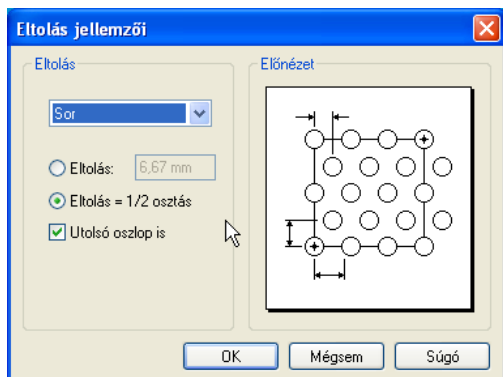 Eltolás jellemzői
Eltolás
Sor
Eltolás: 6,67 mm
Eltolás = 1/2 osztás
Utolsó oszlop is
Előnézet
OK
Mégsem
Súgó